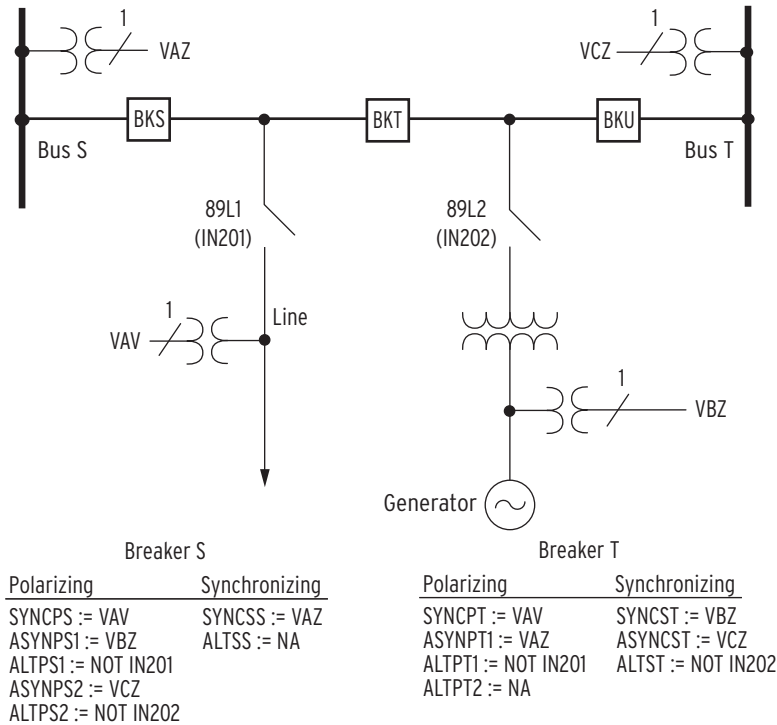 1
VAZ
1
VCZ
BKS
BKT
BKU
Bus S
Bus T
89L1
(IN201)
89L2
(IN202)
1
VAV
Line
1
VBZ
Generator
Breaker S
Polarizing Synchronizing
SYNCPS := VAV SYNCSS := VAZ
ASYNPS1 := VBZ ALTSS := NA
ALTPS1 := NOT IN201
ASYNPS2 := VCZ
ALTPS2 := NOT IN202
Breaker T
Polarizing Synchronizing
SYNCPT := VAV SYNCST := VBZ
ASYNPT1 := VAZ ASYNCST := VCZ
ALTPT1 := NOT IN201 ALTST := NOT IN202
ALTPT2 := NA